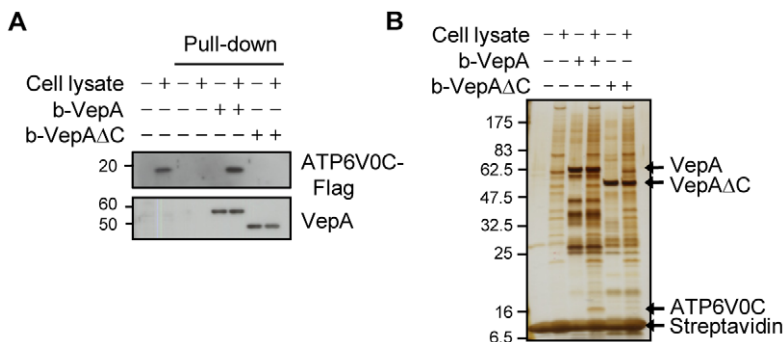 A
Pull-down
Cell lysate – + – + – + – +
b-VepA – – – – + + – –
b-VepAΔC – – – – – – + +
20
ATP6V0C-
Flag
60
50
VepA
B
Cell lysate – + – + – +
b-VepA – – + + – –
b-VepAΔC – – – – + +
175
83
62.5
47.5
32.5
25
16
6.5
VepA
VepAΔC
ATP6V0C
Streptavidin